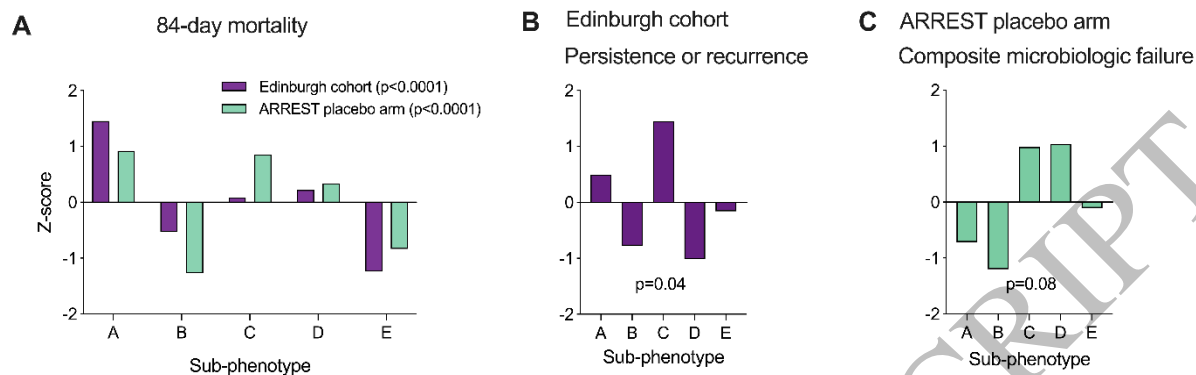 A
84-day mortality
Edinburgh cohort (p<0.0001)
ARREST placebo arm (p<0.0001)
Z-score
2
1
0
-1
-2
A B C D E
Sub-phenotype
B
Edinburgh cohort
Persistence or recurrence
2
1
0
-1
-2
p=0.04
A B C D E
Sub-phenotype
C
ARREST placebo arm
Composite microbiologic failure
2
1
0
-1
-2
p=0.08
A B C D E
Sub-phenotype
CRIPT